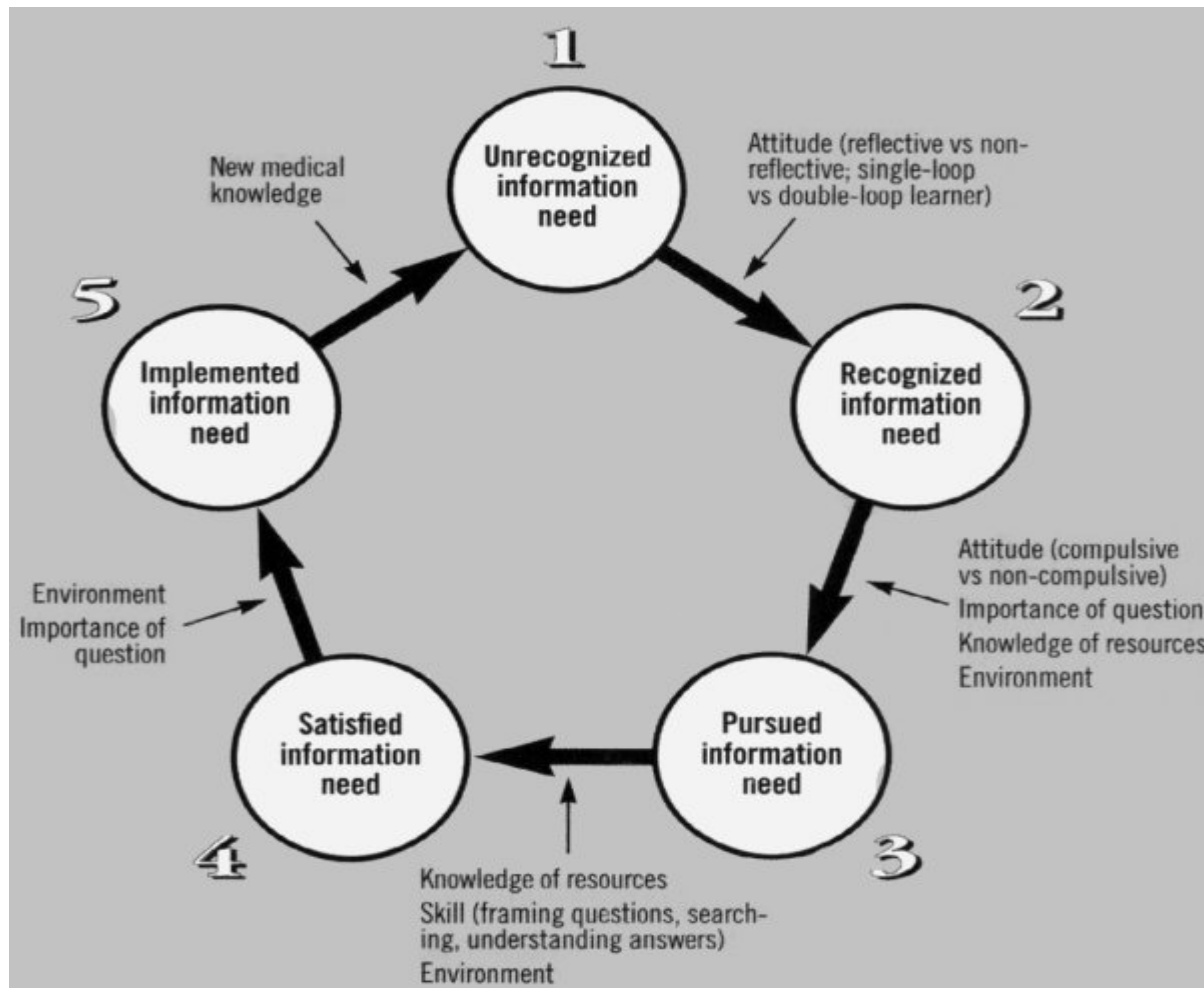 1
Unrecognized
information
need
Attitude (reflective vs non-
reflective; single-loop
vs double-loop learner)
2
Recognized
information
need
Attitude (compulsive
vs non-compulsive)
Importance of question
Knowledge of resources
Environment
3
Pursued
information
need
Knowledge of resources
Skill (framing questions, search-
ing, understanding answers)
Environment
4
Satisfied
information
need
Environment
Importance of
question
5
Implemented
information
need
New medical
knowledge